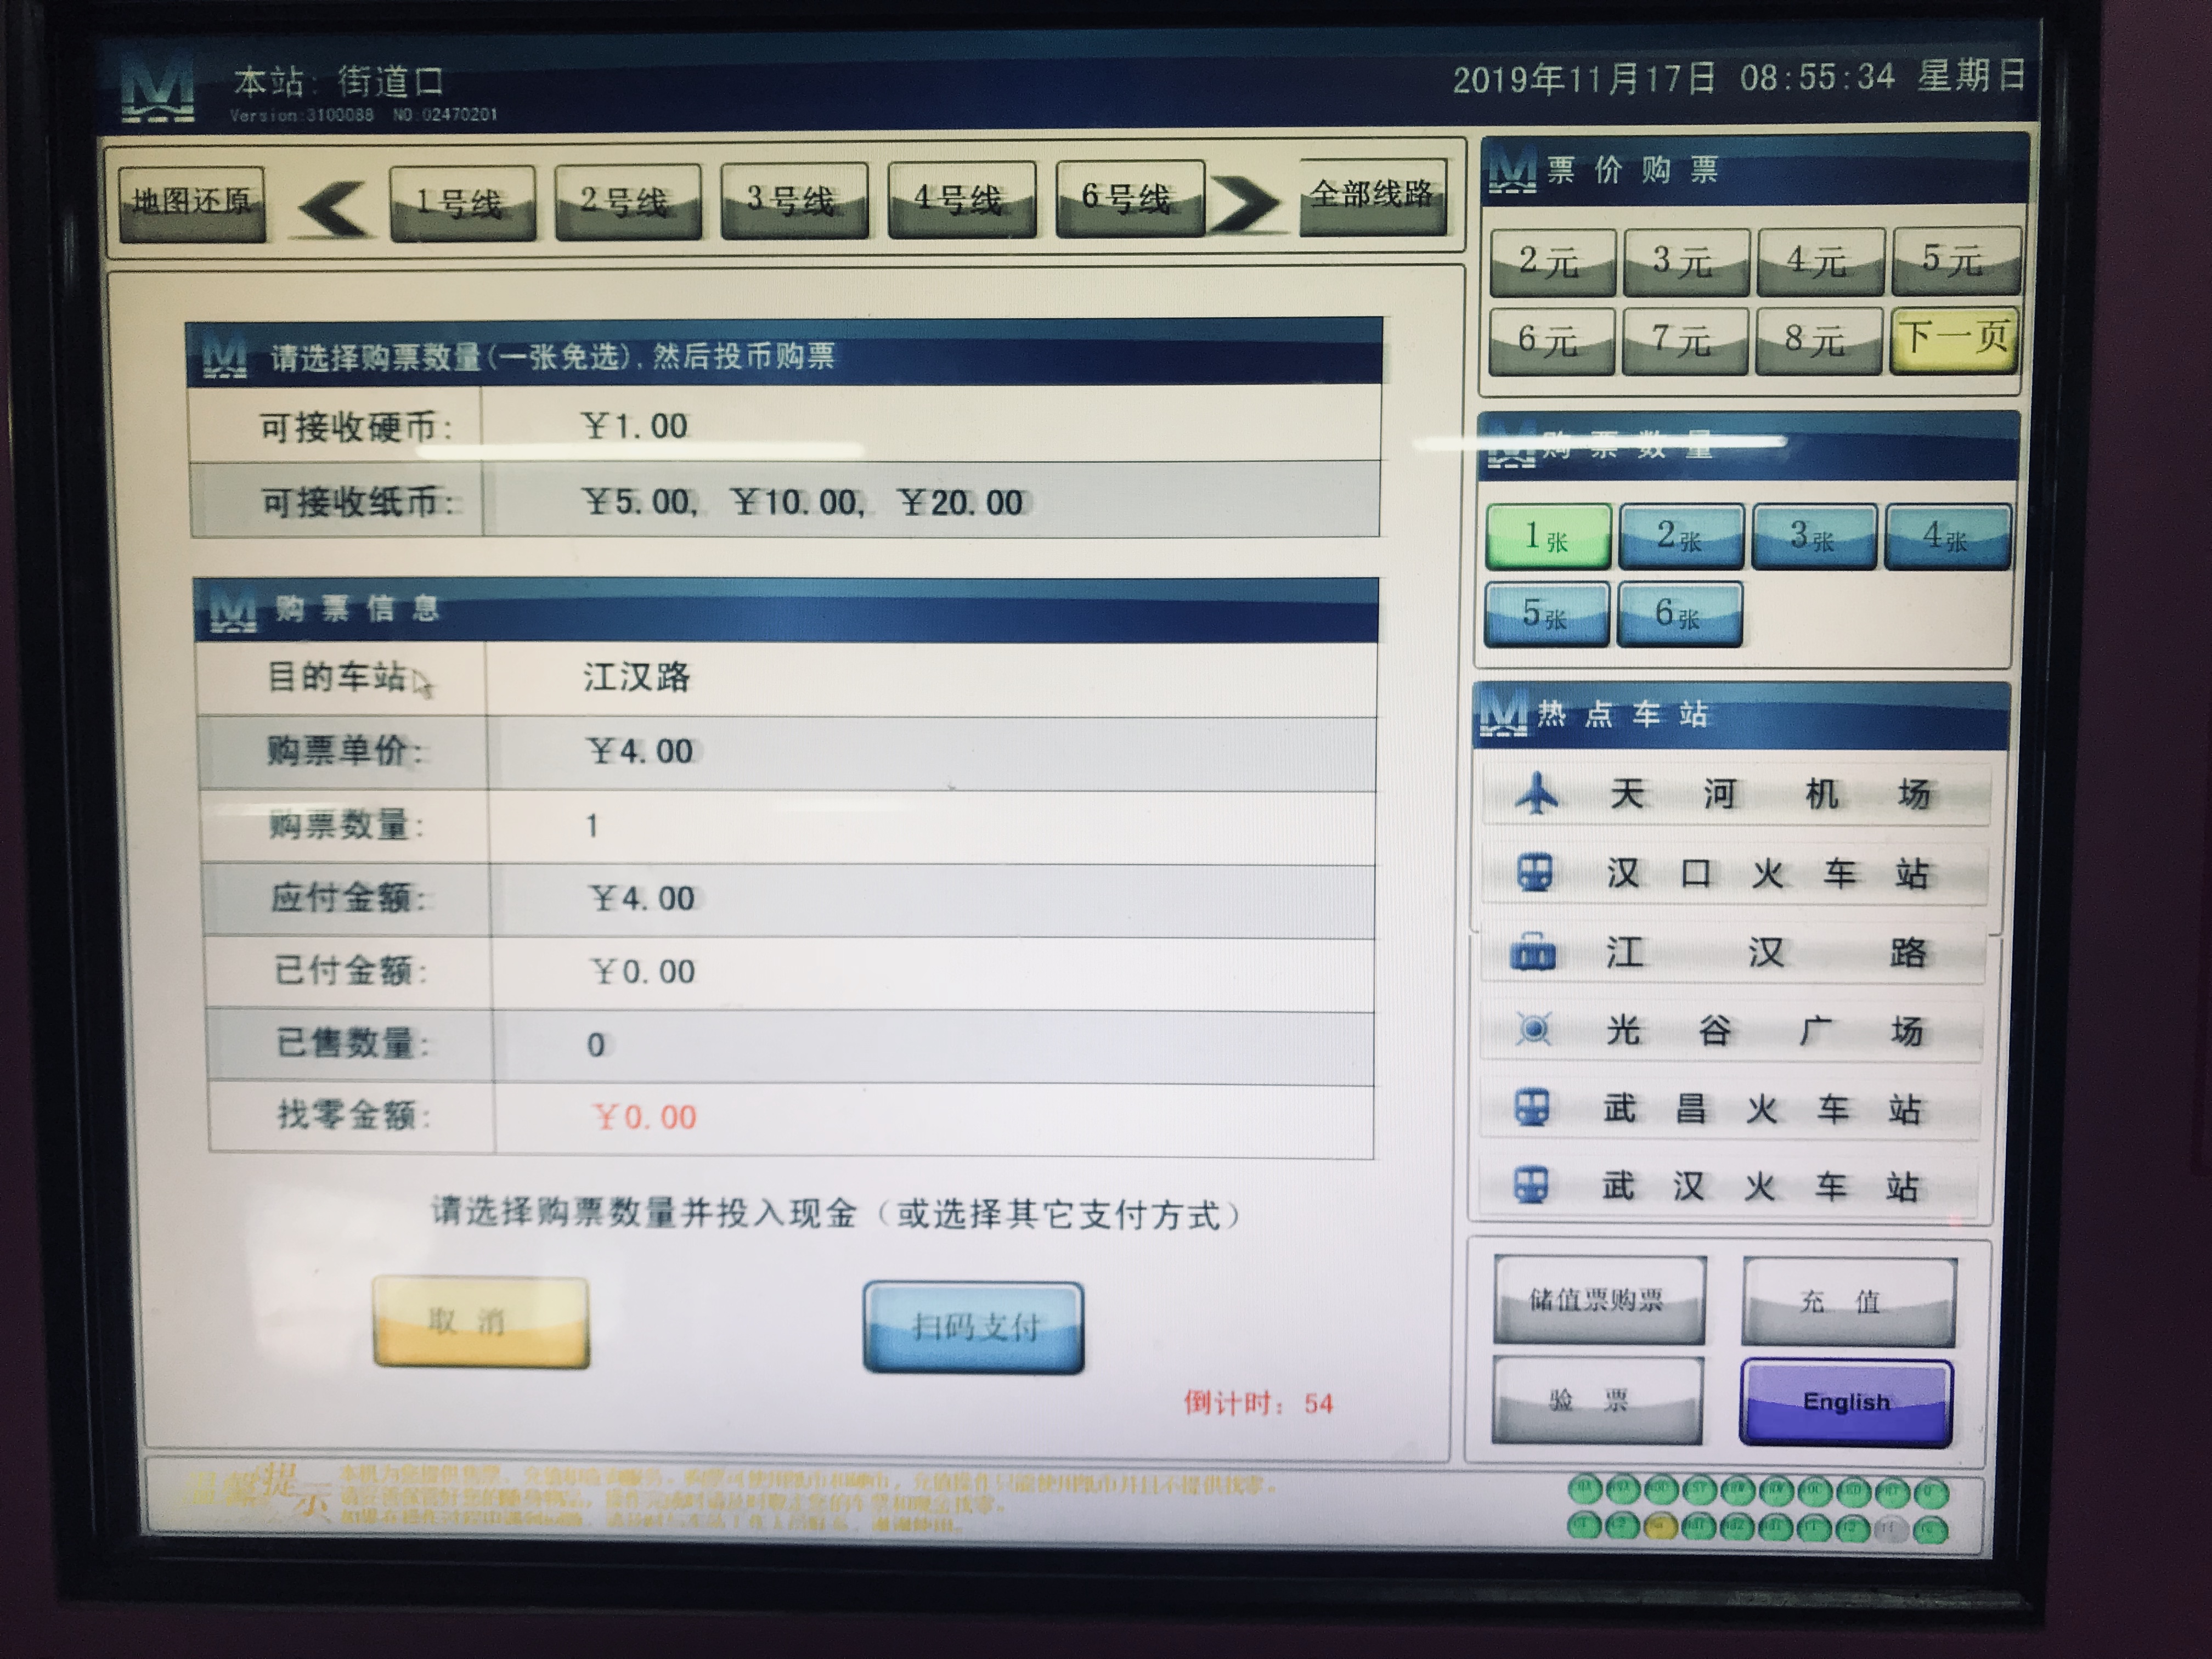 本站: 街道口
Version:3100088 NO:02470201
2019年11月17日 08:55:34 星期日
地图还原
1号线
2号线
3号线
4号线
6号线
全部线路
请选择购票数量(一张免选),然后投币购票
可接收硬币: ¥1.00
可接收纸币: ¥5.00, ¥10.00, ¥20.00
购票信息
目的车站 江汉路
购票单价: ¥4.00
购票数量: 1
应付金额: ¥4.00
已付金额: ¥0.00
已售数量: 0
找零金额: ¥0.00
请选择购票数量并投入现金（或选择其它支付方式）
取消
扫码支付
倒计时: 54
票价购票
2元 3元 4元 5元
6元 7元 8元 下一页
购票数量
1张 2张 3张 4张
5张 6张
热点车站
天河机场
汉口火车站
江汉路
光谷广场
武昌火车站
武汉火车站
储值票购票 充值
验票 English
温馨提示